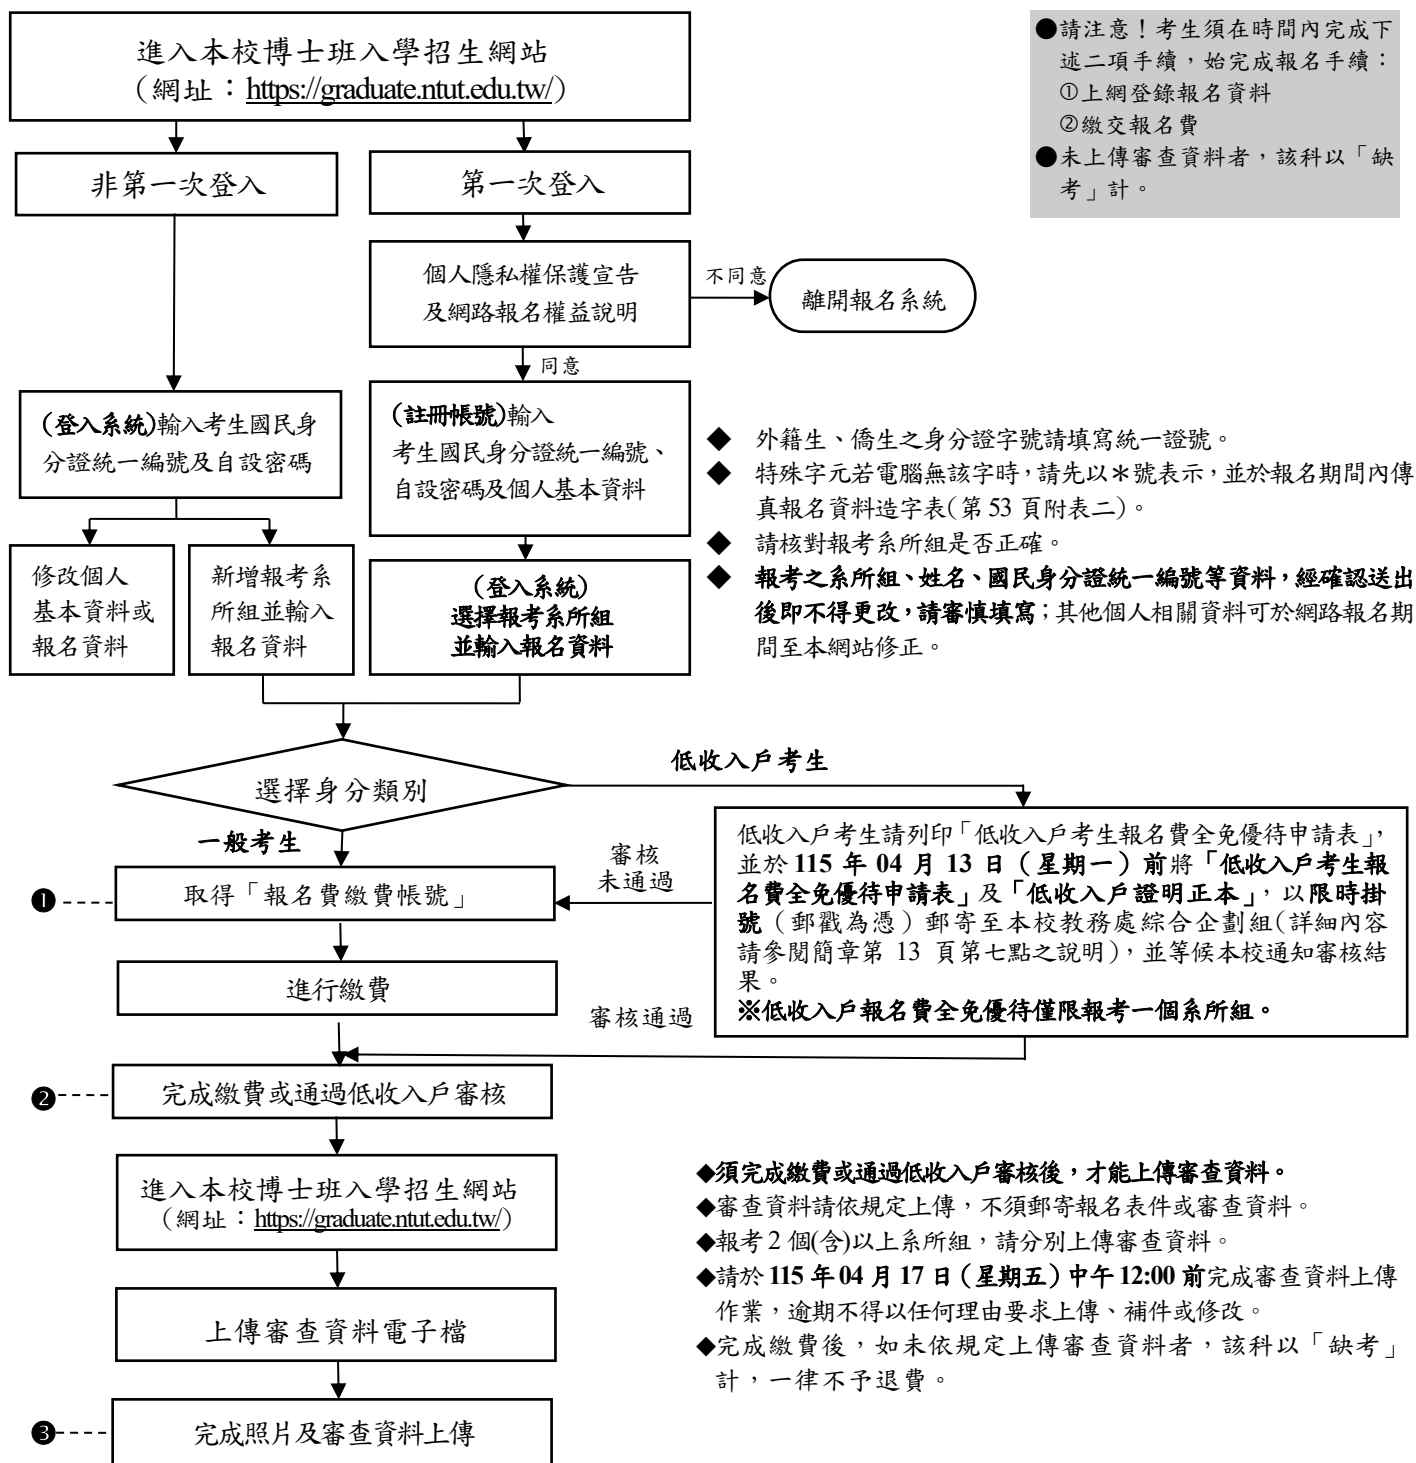 進入本校博士班入學招生網站
（網址：https://graduate.ntut.edu.tw/）
●請注意！考生須在時間內完成下
述二項手續，始完成報名手續：
①上網登錄報名資料
②繳交報名費
●未上傳審查資料者，該科以「缺
考」計。
非第一次登入
第一次登入
個人隱私權保護宣告
及網路報名權益說明
不同意
離開報名系統
同意
(登入系統)輸入考生國民身
分證統一編號及自設密碼
(註冊帳號)輸入
考生國民身分證統一編號、
自設密碼及個人基本資料
◆ 外籍生、僑生之身分證字號請填寫統一證號。
◆ 特殊字元若電腦無該字時，請先以＊號表示，並於報名期間內傳
真報名資料造字表(第 53 頁附表二)。
◆ 請核對報考系所組是否正確。
◆ 報考之系所組、姓名、國民身分證統一編號等資料，經確認送出
後即不得更改，請審慎填寫；其他個人相關資料可於網路報名期
間至本網站修正。
修改個人
基本資料或
報名資料
新增報考系
所組並輸入
報名資料
(登入系統)
選擇報考系所組
並輸入報名資料
選擇身分類別
低收入戶考生
一般考生
低收入戶考生請列印「低收入戶考生報名費全免優待申請表」，
並於 115 年 04 月 13 日（星期一）前將「低收入戶考生報
名費全免優待申請表」及「低收入戶證明正本」，以限時掛
號（郵戳為憑）郵寄至本校教務處綜合企劃組(詳細內容
請參閱簡章第 13 頁第七點之說明)，並等候本校通知審核結
果。
※低收入戶報名費全免優待僅限報考一個系所組。
審核
未通過
❶
取得「報名費繳費帳號」
進行繳費
審核通過
❷
完成繳費或通過低收入戶審核
進入本校博士班入學招生網站
（網址：https://graduate.ntut.edu.tw/）
◆須完成繳費或通過低收入戶審核後，才能上傳審查資料。
◆審查資料請依規定上傳，不須郵寄報名表件或審查資料。
◆報考 2 個(含)以上系所組，請分別上傳審查資料。
◆請於 115 年 04 月 17 日（星期五）中午 12:00 前完成審查資料上傳
作業，逾期不得以任何理由要求上傳、補件或修改。
◆完成繳費後，如未依規定上傳審查資料者，該科以「缺考」
計，一律不予退費。
上傳審查資料電子檔
❸
完成照片及審查資料上傳